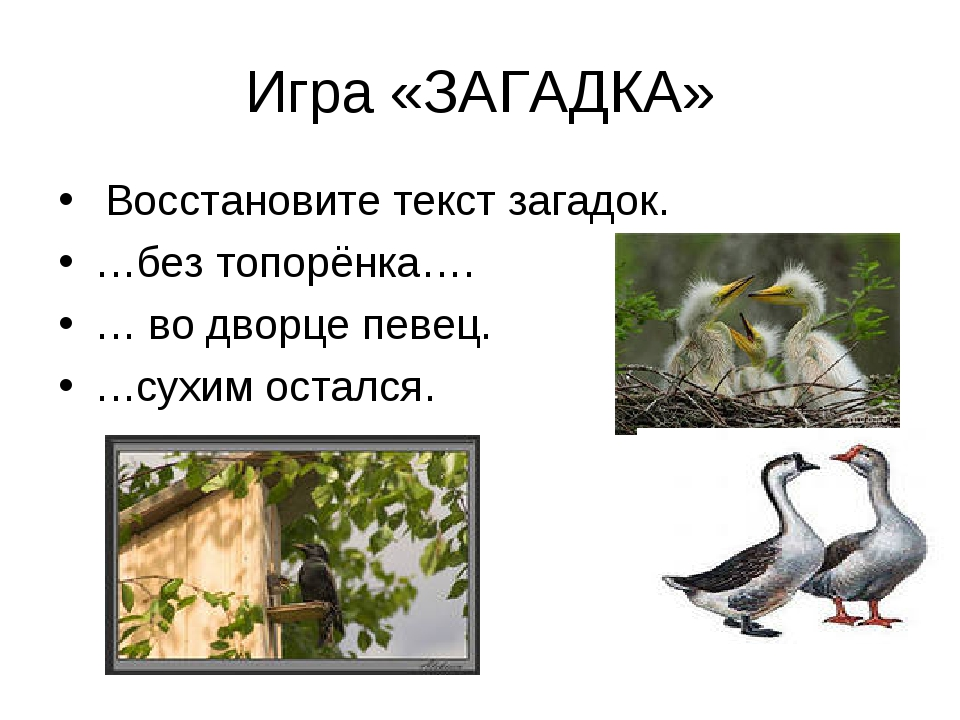 Игра «ЗАГАДКА»
• Восстановите текст загадок.
• …без топорёнка….
• … во дворце певец.
• …сухим остался.